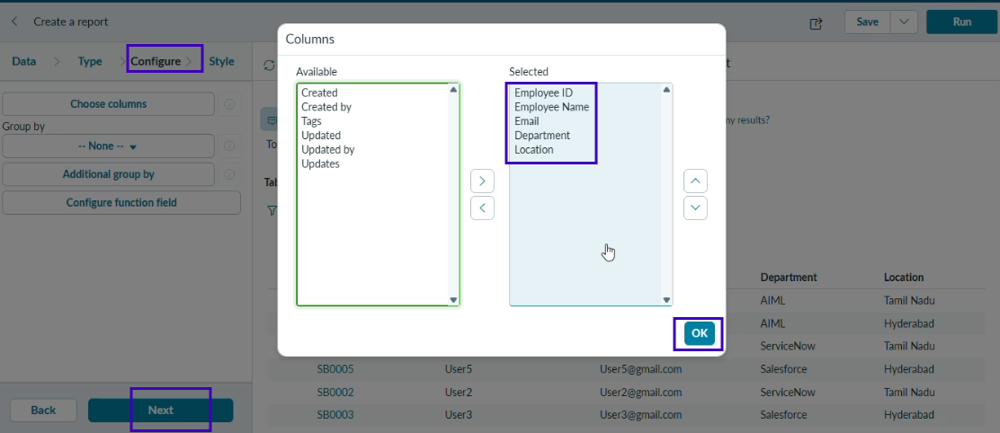 Create a report
Save
Run
Data
Type
Configure
Style
Choose columns
Group by
-- None --
Additional group by
Configure function field
Back
Next
Columns
Available
Created
Created by
Tags
Updated
Updated by
Updates
Selected
Employee ID
Employee Name
Email
Department
Location
OK
t
ny results?
To
Tab
Department Location
AIML Tamil Nadu
AIML Hyderabad
ServiceNow Tamil Nadu
SB0005 User5 User5@gmail.com Salesforce Hyderabad
SB0002 User2 User2@gmail.com ServiceNow Tamil Nadu
SB0003 User3 User3@gmail.com Salesforce Hyderabad